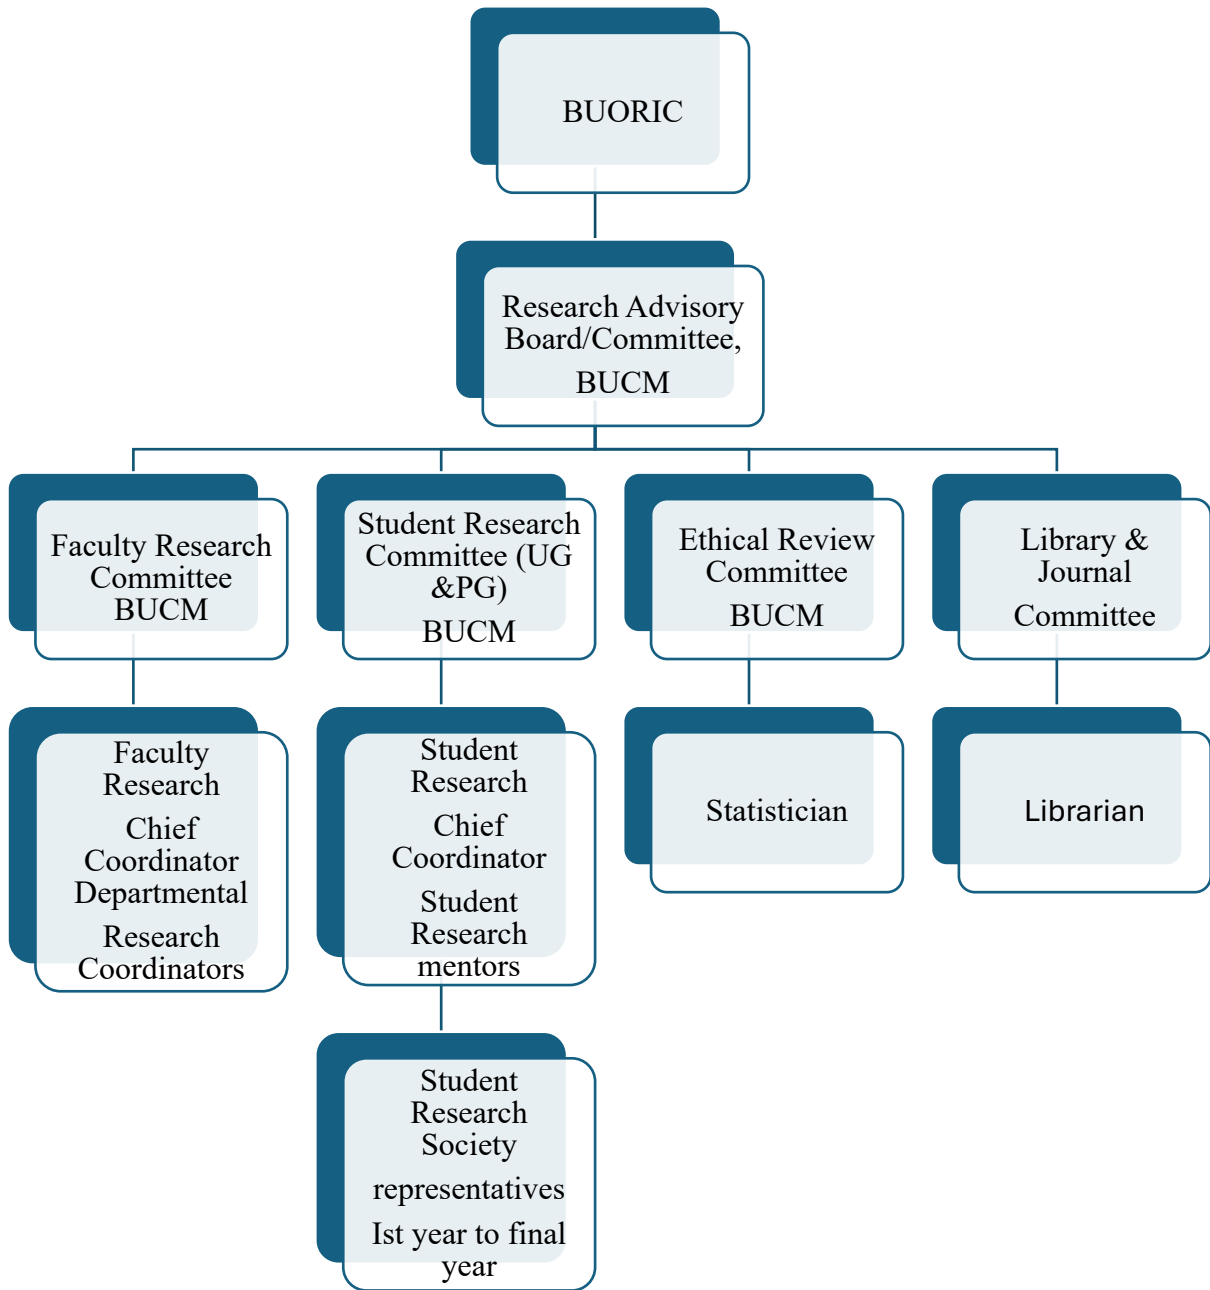 BUORIC
Research Advisory
Board/Committee,
BUCM
Faculty Research
Committee
BUCM
Student Research
Committee (UG
&PG)
BUCM
Ethical Review
Committee
BUCM
Library &
Journal
Committee
Faculty
Research
Chief
Coordinator
Departmental
Research
Coordinators
Student
Research
Chief
Coordinator
Student
Research
mentors
Statistician
Librarian
Student
Research
Society
representatives
Ist year to final
year